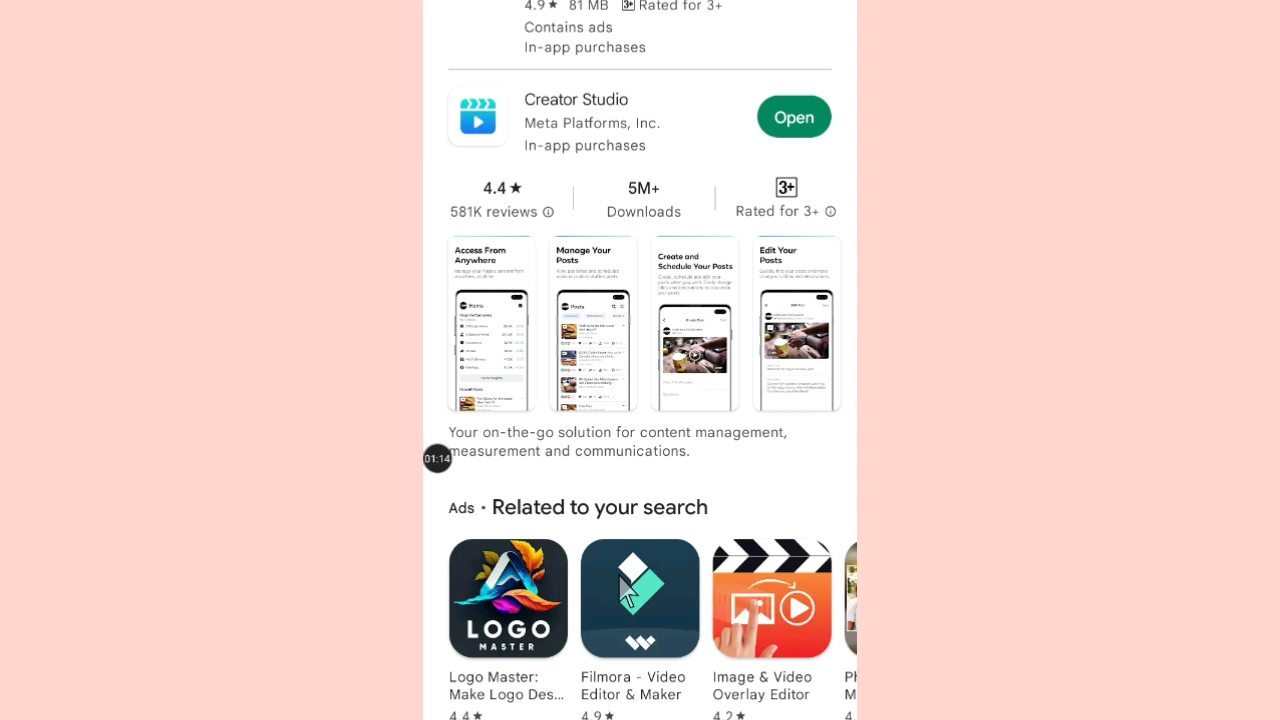 4.9★ 81 MB 3+ Rated for 3+
Contains ads
In-app purchases
Creator Studio
Meta Platforms, Inc.
In-app purchases
Open
4.4★ 5M+ 3+
581K reviews Downloads Rated for 3+
Access From
Anywhere
Manage Your
Posts
Create and
Schedule Your Posts
Edit Your
Posts
Home
Posts
Your on-the-go solution for content management,
measurement and communications.
01:14
Ads • Related to your search
LOGO
MASTER
Logo Master:
Make Logo Des...
4.4★
Filmora - Video
Editor & Maker
4.9★
Image & Video
Overlay Editor
4.2★